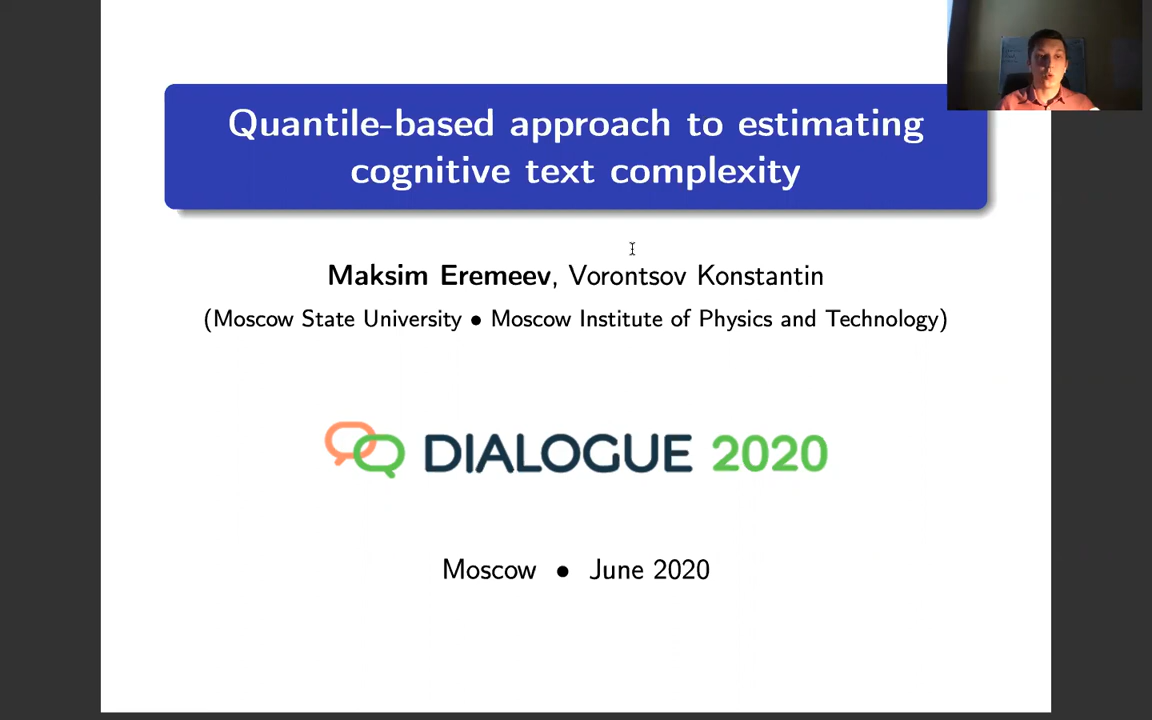 Quantile-based approach to estimating
cognitive text complexity
Maksim Eremeev, Vorontsov Konstantin
(Moscow State University • Moscow Institute of Physics and Technology)
DIALOGUE 2020
Moscow • June 2020